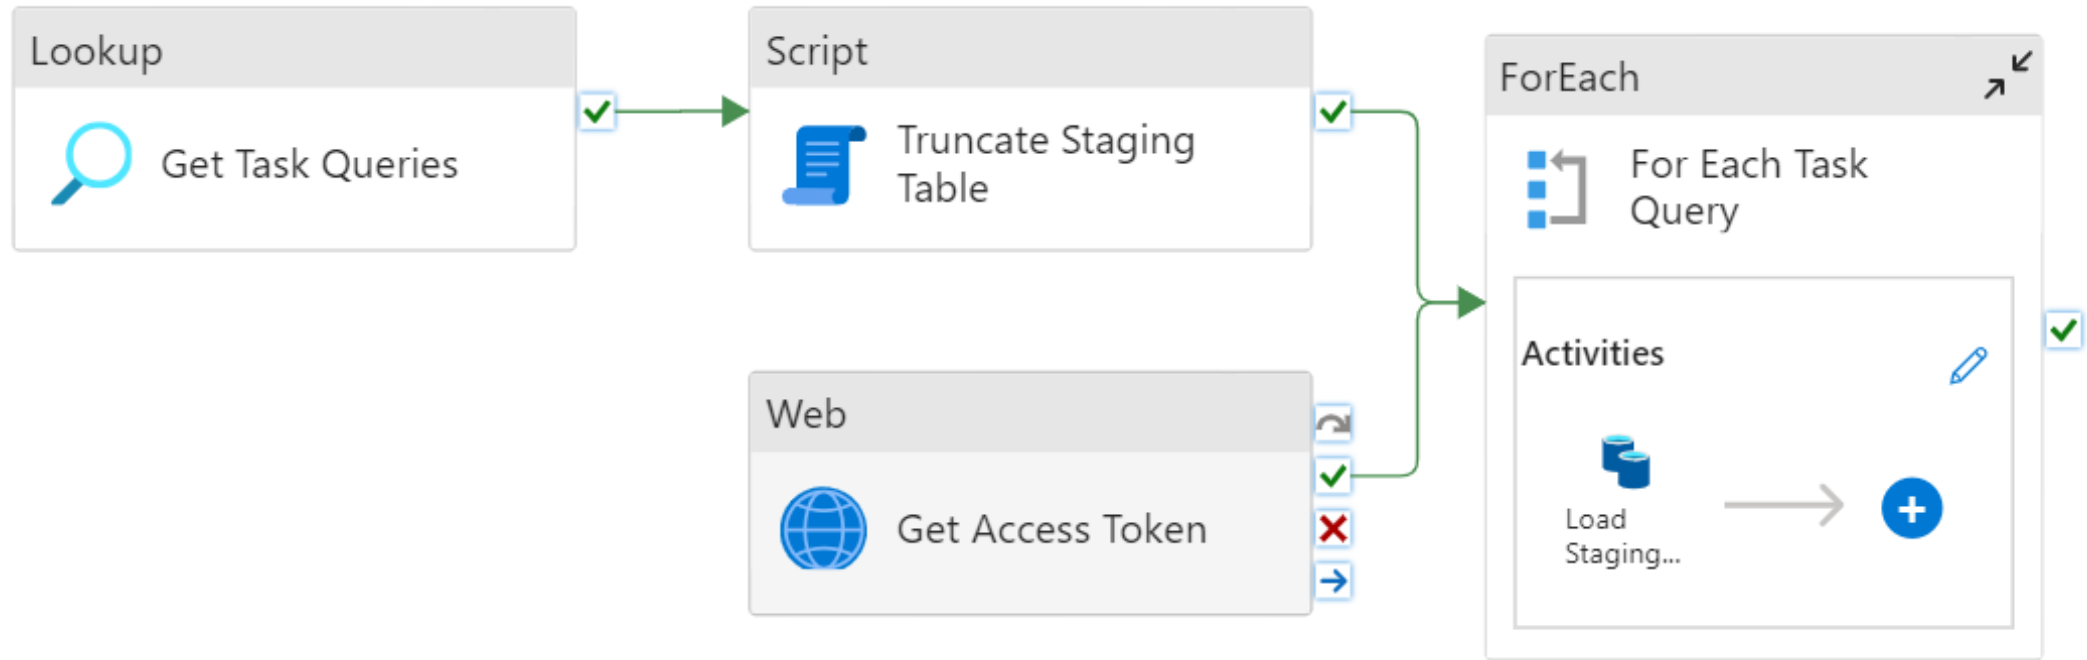 Lookup
Get Task Queries
Script
Truncate Staging
Table
Web
Get Access Token
ForEach
For Each Task
Query
Activities
Load
Staging...